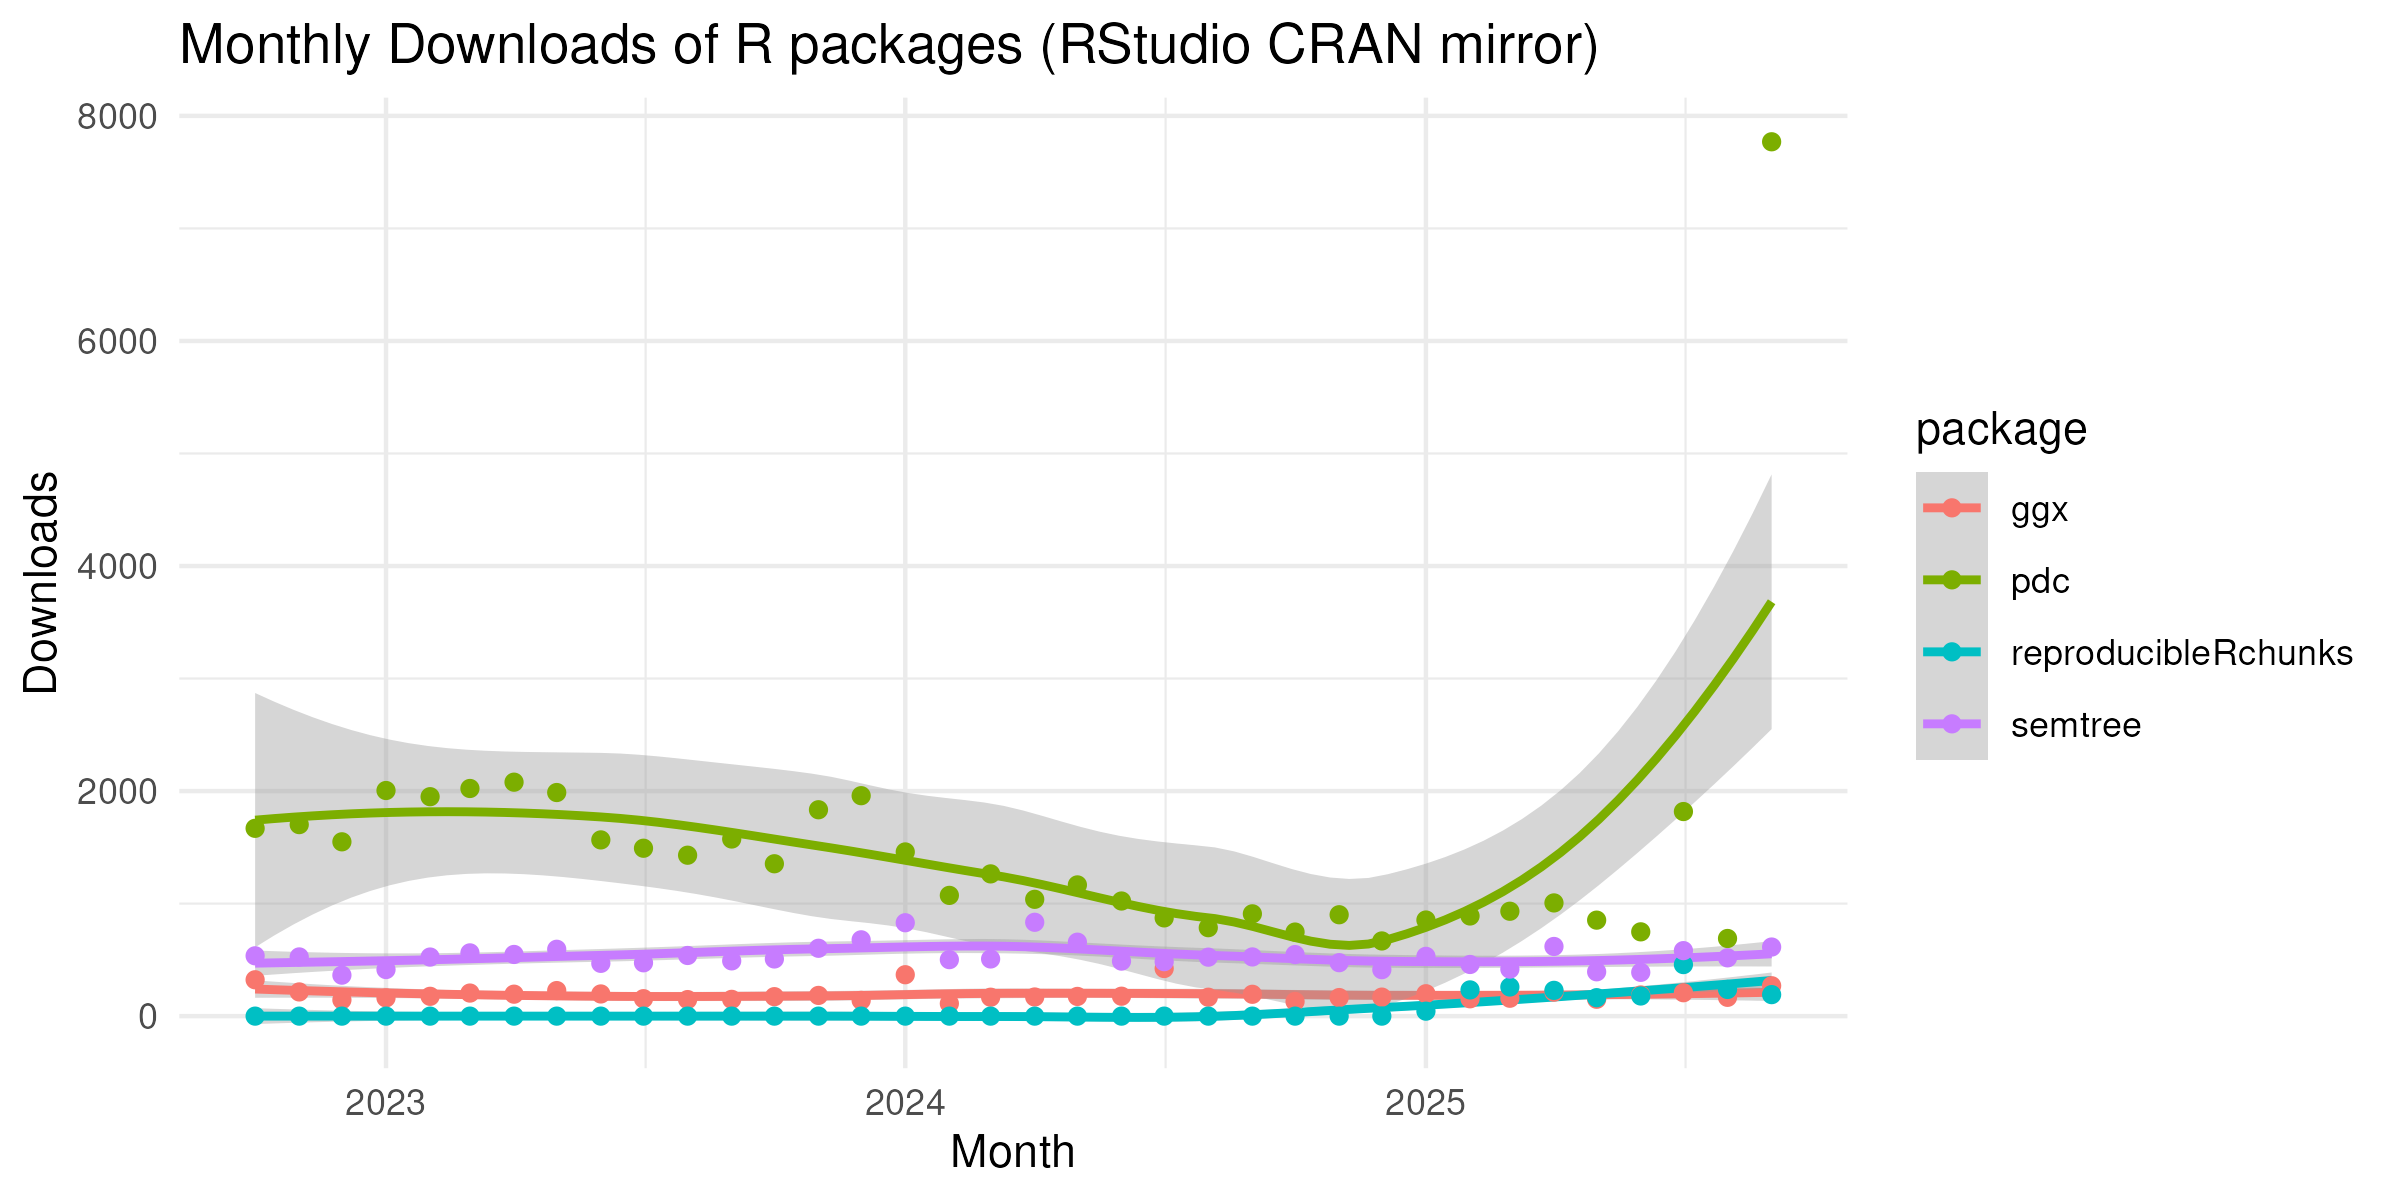 Monthly Downloads of R packages (RStudio CRAN mirror)
8000
6000
4000
2000
0
Downloads
2023
2024
2025
Month
package
ggx
pdc
reproducibleRchunks
semtree